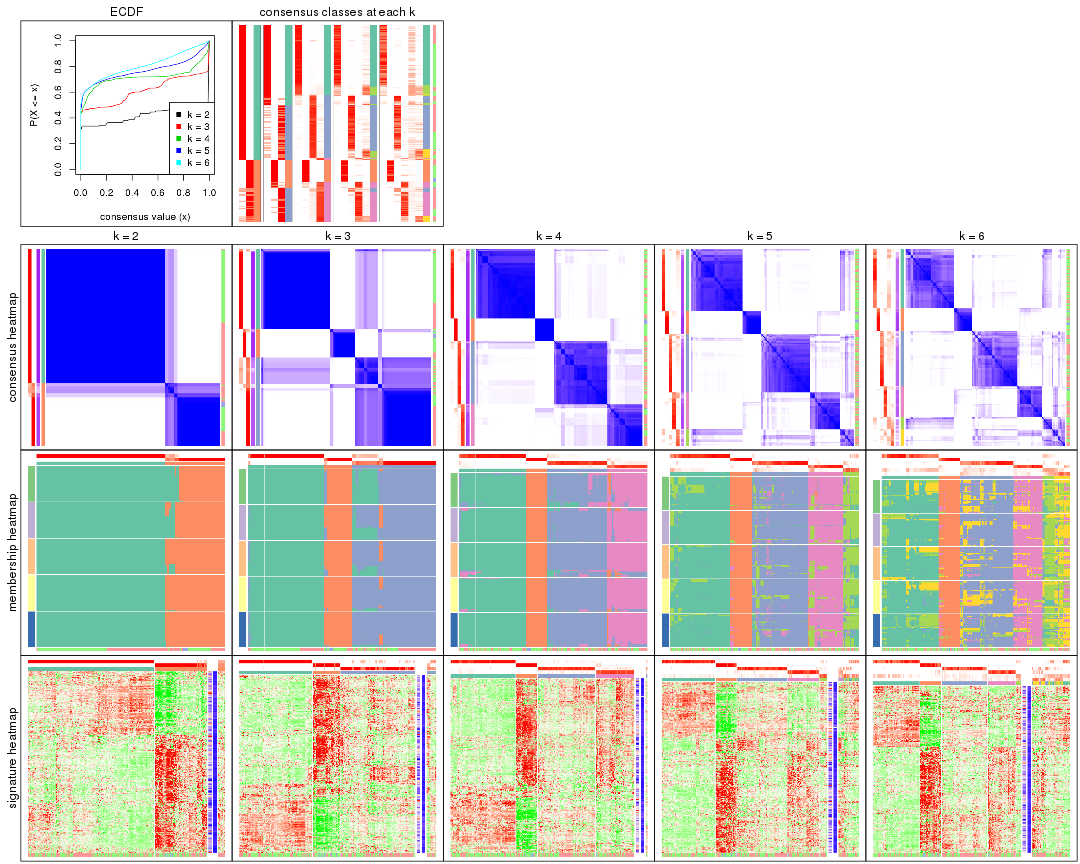 ECDF
consensus classes at each k
P(X <= x)
0.0
0.2
0.4
0.6
0.8
1.0
k = 2
k = 3
k = 4
k = 5
k = 6
0.0 0.2 0.4 0.6 0.8 1.0
consensus value (x)
k = 2
k = 3
k = 4
k = 5
k = 6
consensus heatmap
membership heatmap
signature heatmap